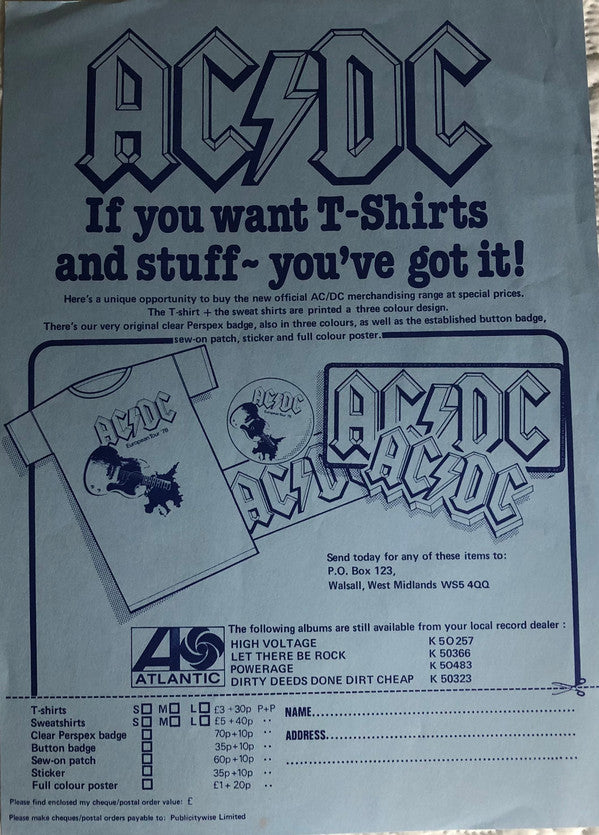 AC/DC
If you want T-Shirts
and stuff~ you've got it!
Here's a unique opportunity to buy the new official AC/DC merchandising range at special prices.
The T-shirt + the sweat shirts are printed a three colour design.
There's our very original clear Perspex badge, also in three colours, as well as the established button badge,
sew-on patch, sticker and full colour poster.
AC/DC
European Tour '78
AC/DC
European Tour '78
AC/DC
AC/DC
AC/DC
Send today for any of these items to:
P.O. Box 123,
Walsall, West Midlands WS5 4QQ
ATLANTIC
The following albums are still available from your local record dealer :
HIGH VOLTAGE K 50257
LET THERE BE ROCK K 50366
POWERAGE K 50483
DIRTY DEEDS DONE DIRT CHEAP K 50323
T-shirts S M L £3+30p P+P
Sweatshirts S M L £5+40p ,,
Clear Perspex badge 70p+10p ,,
Button badge 35p+10p ,,
Sew-on patch 60p+10p ,,
Sticker 35p+10p ,,
Full colour poster £1+20p ,,
NAME
ADDRESS
Please find enclosed my cheque/postal order value: £
Please make cheques/postal orders payable to: Publicitywise Limited